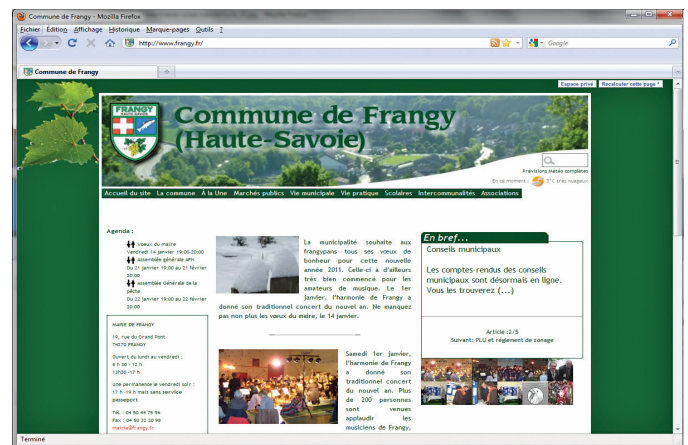 Commune de Frangy - Mozilla Firefox
Fichier Edition Affichage Historique Marque-pages Outils ?
http://www.frangy.fr/
Google
Commune de Frangy
Espace privé
Recalculer cette page *
FRANGY
HAUTE-SAVOIE
Commune de Frangy
(Haute-Savoie)
Prévisions Météo complètes
En ce moment : 2°C très nuageux
Accueil du site La commune À la Une Marchés publics Vie municipale Vie pratique Scolaires Intercommunalités Associations
Agenda :
Voeux du maire
Vendredi 14 janvier 19:00-20:00
Assemblée générale AFN
Du 21 janvier 19:00 au 21 février
20:00
Assemblée Générale de la
pêche
Du 22 janvier 19:00 au 22 février
20:00
MAIRIE DE FRANGY
19, rue du Grand Pont
74270 FRANGY
Ouvert du lundi au vendredi :
9 h 30 - 12 h
13h30 -17 h
une permanence le vendredi soir :
17 h -19 h mais sans service
passeport
Tél. : 04 50 44 75 96
Fax : 04 50 32 20 98
mairie@frangy.fr
La municipalité souhaite aux
frangypans tous ses vœux de
bonheur pour cette nouvelle
année 2011. Celle-ci a d'ailleurs
très bien commencé pour les
amateurs de musique. Le 1er
janvier, l'harmonie de Frangy a
donné son traditionnel concert du nouvel an. Ne manquez
pas non plus les vœux du maire, le 14 janvier.
Samedi 1er janvier,
l'harmonie de Frangy
a donné son
traditionnel concert
du nouvel an. Plus
de 200 personnes
sont venues
applaudir les
musiciens de Frangy,
En bref...
Conseils municipaux
Les comptes-rendus des conseils
municipaux sont désormais en ligne.
Vous les trouverez (...)
Article :2/5
Suivant: PLU et réglement de zonage
Terminé